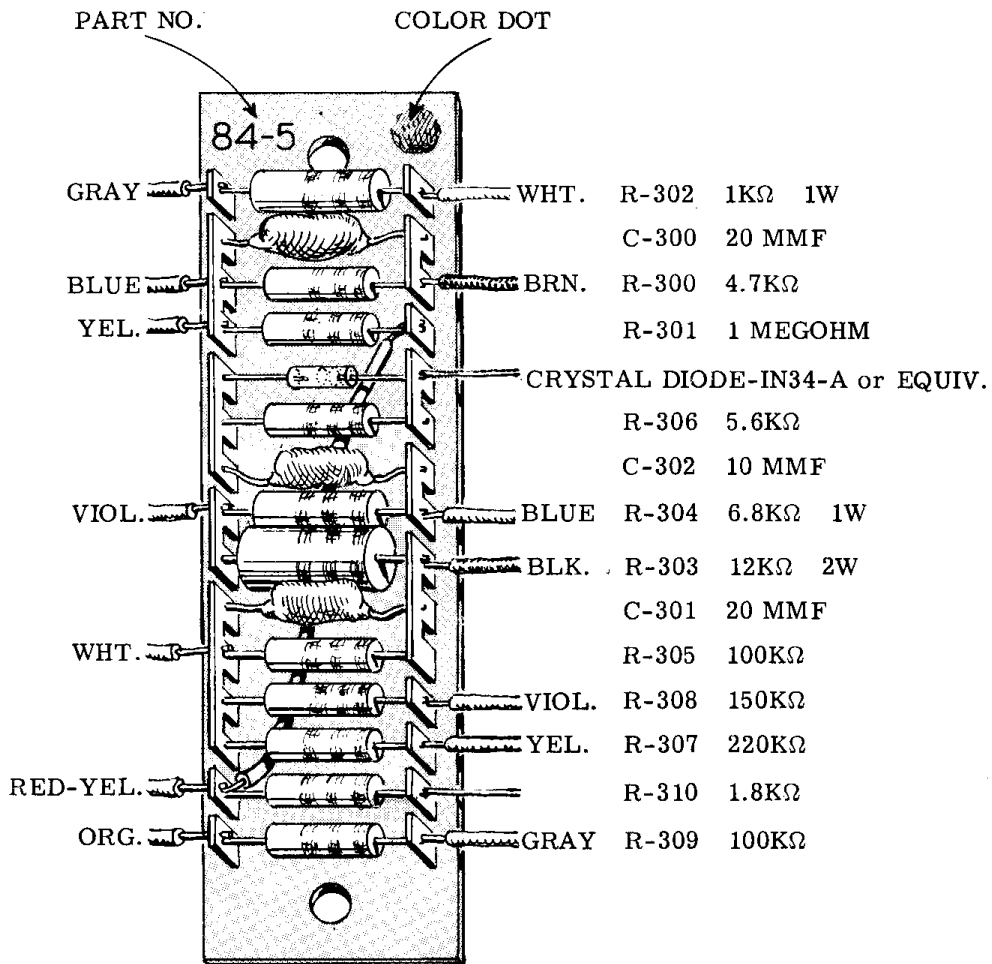 PART NO. COLOR DOT
84-5
GRAY WHT. R-302 1KΩ 1W
C-300 20 MMF
BLUE BRN. R-300 4.7KΩ
YEL. R-301 1 MEGOHM
CRYSTAL DIODE-IN34-A or EQUIV.
R-306 5.6KΩ
C-302 10 MMF
VIOL. BLUE R-304 6.8KΩ 1W
BLK. R-303 12KΩ 2W
C-301 20 MMF
WHT. R-305 100KΩ
VIOL. R-308 150KΩ
YEL. R-307 220KΩ
RED-YEL. R-310 1.8KΩ
ORG. GRAY R-309 100KΩ